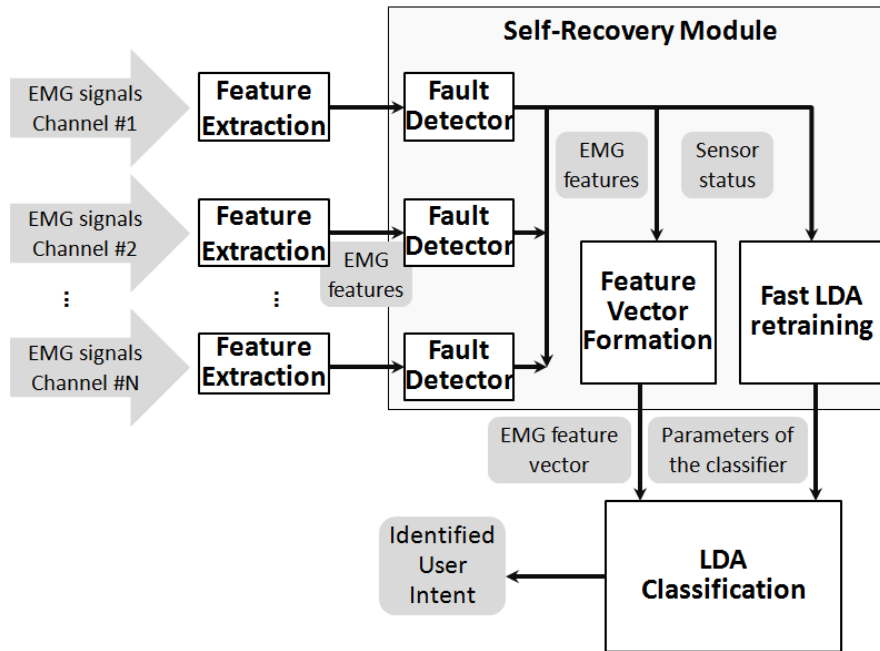 Self-Recovery Module
EMG signals
Channel #1
Feature
Extraction
Fault
Detector
EMG
features
Sensor
status
EMG signals
Channel #2
Feature
Extraction
Fault
Detector
EMG
features
...
...
Feature
Vector
Formation
Fast LDA
retraining
EMG signals
Channel #N
Feature
Extraction
Fault
Detector
EMG feature
vector
Parameters of
the classifier
Identified
User
Intent
LDA
Classification